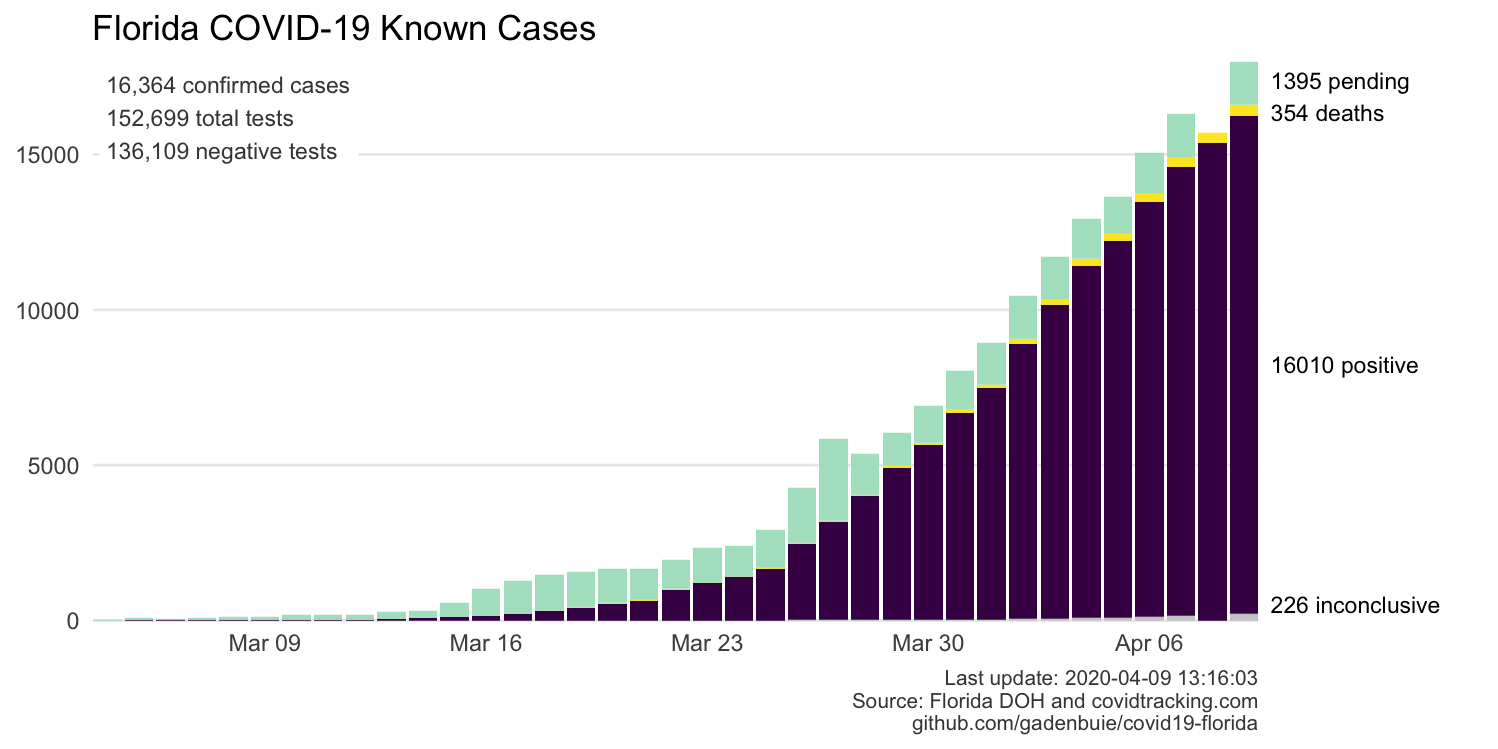 Florida COVID-19 Known Cases
16,364 confirmed cases
152,699 total tests
136,109 negative tests
1395 pending
354 deaths
16010 positive
226 inconclusive
15000
10000
5000
0
Mar 09 Mar 16 Mar 23 Mar 30 Apr 06
Last update: 2020-04-09 13:16:03
Source: Florida DOH and covidtracking.com
github.com/gadenbuie/covid19-florida